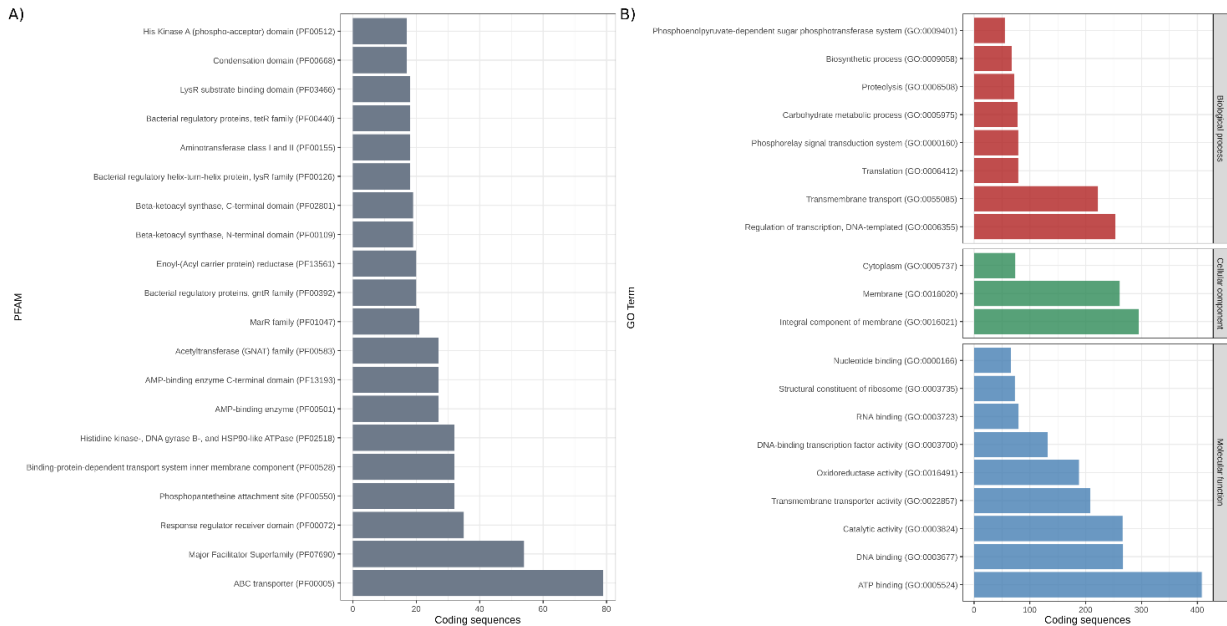 A)
PFAM
His Kinase A (phospho-acceptor) domain (PF00512)
Condensation domain (PF00668)
LysR substrate binding domain (PF03466)
Bacterial regulatory proteins, tetR family (PF00440)
Aminotransferase class I and II (PF00155)
Bacterial regulatory helix-turn-helix protein, lysR family (PF00126)
Beta-ketoacyl synthase, C-terminal domain (PF02801)
Beta-ketoacyl synthase, N-terminal domain (PF00109)
Enoyl-(Acyl carrier protein) reductase (PF13561)
Bacterial regulatory proteins, gntR family (PF00392)
MarR family (PF01047)
Acetyltransferase (GNAT) family (PF00583)
AMP-binding enzyme C-terminal domain (PF13193)
AMP-binding enzyme (PF00501)
Histidine kinase-, DNA gyrase B-, and HSP90-like ATPase (PF02518)
Binding-protein-dependent transport system inner membrane component (PF00528)
Phosphopantetheine attachment site (PF00550)
Response regulator receiver domain (PF00072)
Major Facilitator Superfamily (PF07690)
ABC transporter (PF00005)
0 20 40 60 80
Coding sequences
B)
GO Term
Phosphoenolpyruvate-dependent sugar phosphotransferase system (GO:0009401)
Biosynthetic process (GO:0009058)
Proteolysis (GO:0006508)
Carbohydrate metabolic process (GO:0005975)
Phosphorelay signal transduction system (GO:0000160)
Translation (GO:0006412)
Transmembrane transport (GO:0055085)
Regulation of transcription, DNA-templated (GO:0006355)
Biological process
Cytoplasm (GO:0005737)
Membrane (GO:0016020)
Integral component of membrane (GO:0016021)
Cellular component
Nucleotide binding (GO:0000166)
Structural constituent of ribosome (GO:0003735)
RNA binding (GO:0003723)
DNA-binding transcription factor activity (GO:0003700)
Oxidoreductase activity (GO:0016491)
Transmembrane transporter activity (GO:0022857)
Catalytic activity (GO:0003824)
DNA binding (GO:0003677)
ATP binding (GO:0005524)
Molecular function
0 100 200 300 400
Coding sequences